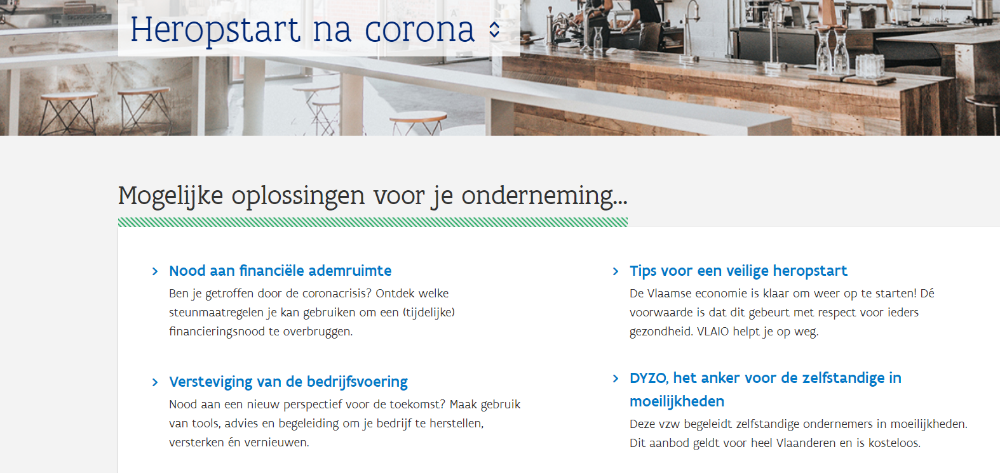 Heropstart na corona
Mogelijke oplossingen voor je onderneming...
Nood aan financiële ademruimte
Ben je getroffen door de coronacrisis? Ontdek welke
steunmaatregelen je kan gebruiken om een (tijdelijke)
financieringsnood te overbruggen.
Versteviging van de bedrijfsvoering
Nood aan een nieuw perspectief voor de toekomst? Maak gebruik
van tools, advies en begeleiding om je bedrijf te herstellen,
versterken én vernieuwen.
Tips voor een veilige heropstart
De Vlaamse economie is klaar om weer op te starten! Dé
voorwaarde is dat dit gebeurt met respect voor ieders
gezondheid. VLAIO helpt je op weg.
DYZO, het anker voor de zelfstandige in
moeilijkheden
Deze vzw begeleidt zelfstandige ondernemers in moeilijkheden.
Dit aanbod geldt voor heel Vlaanderen en is kosteloos.